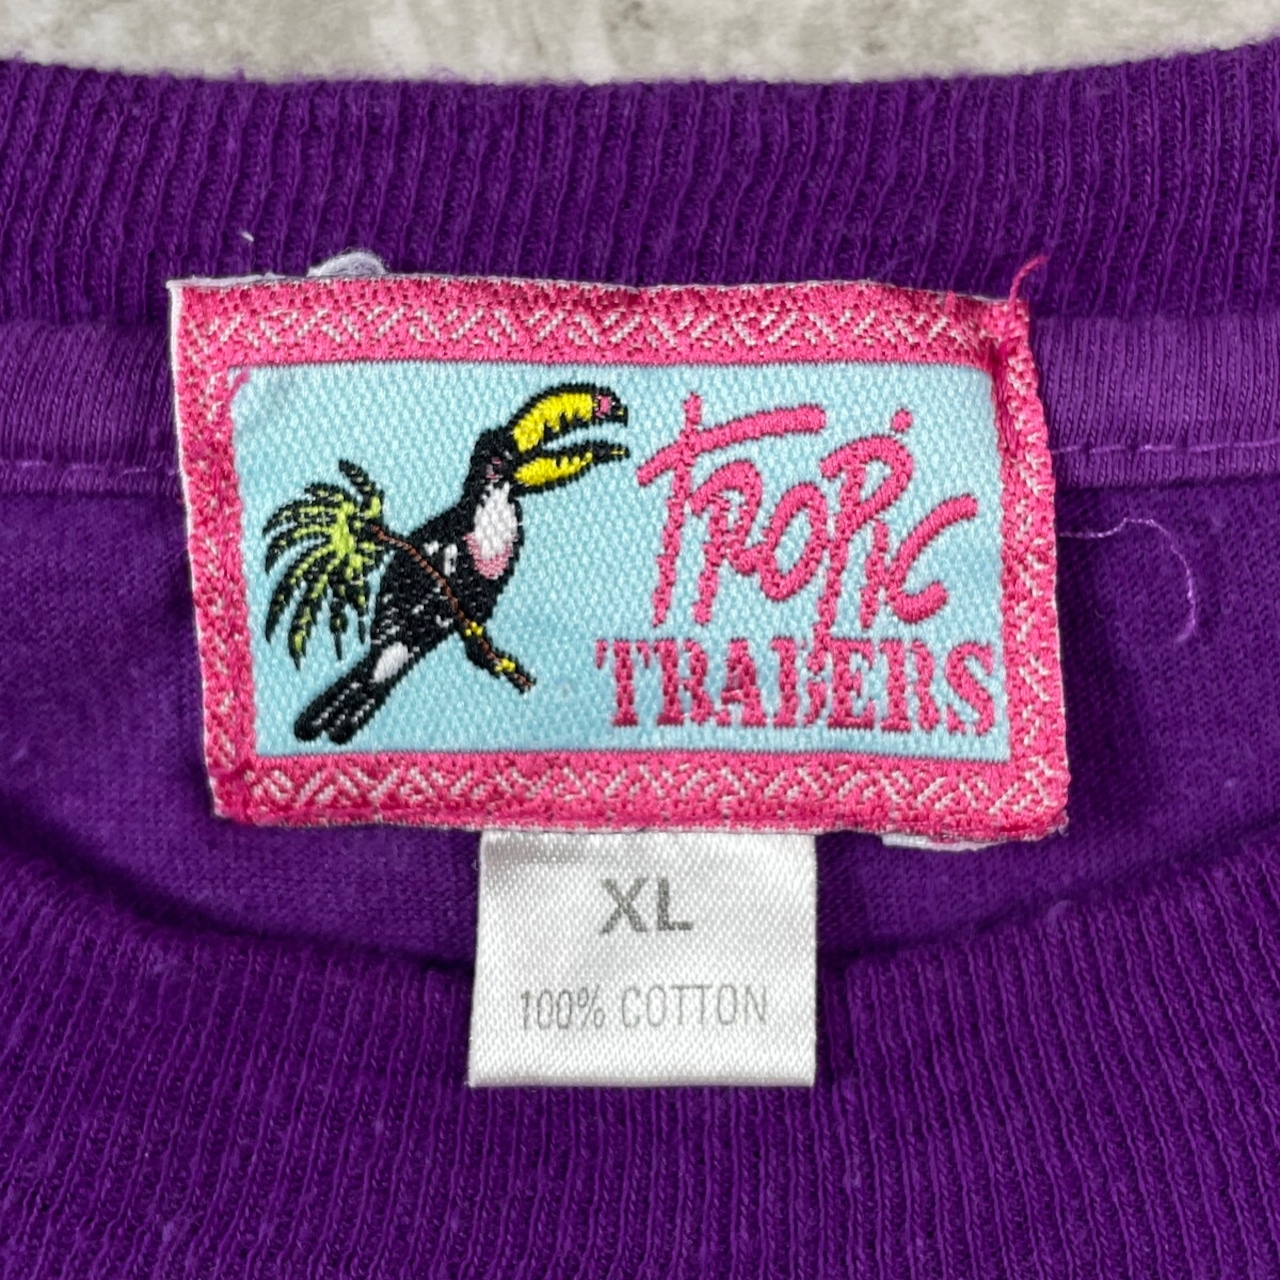 TROPIC
TRADERS
XL
100% COTTON